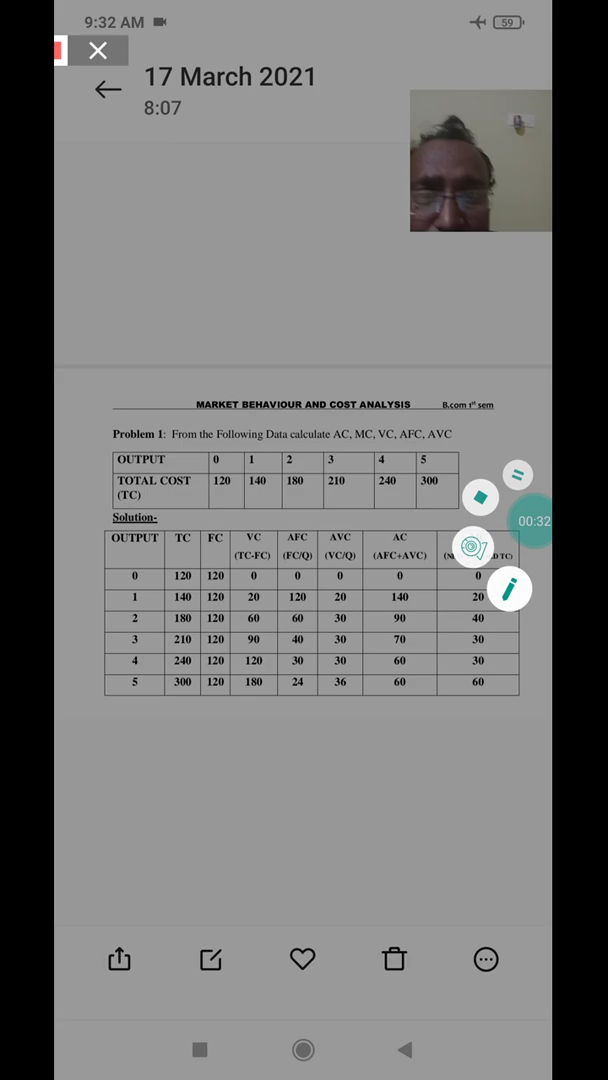 9:32 AM
59
17 March 2021
8:07
MARKET BEHAVIOUR AND COST ANALYSIS B.com 1st sem
Problem 1: From the Following Data calculate AC, MC, VC, AFC, AVC
OUTPUT 0 1 2 3 4 5
TOTAL COST (TC) 120 140 180 210 240 300
00:32
Solution-
OUTPUT TC FC VC AFC AVC AC
(TC-FC) (FC/Q) (VC/Q) (AFC+AVC) TC)
0 120 120 0 0 0 0 0
1 140 120 20 120 20 140 20
2 180 120 60 60 30 90 40
3 210 120 90 40 30 70 30
4 240 120 120 30 30 60 30
5 300 120 180 24 36 60 60